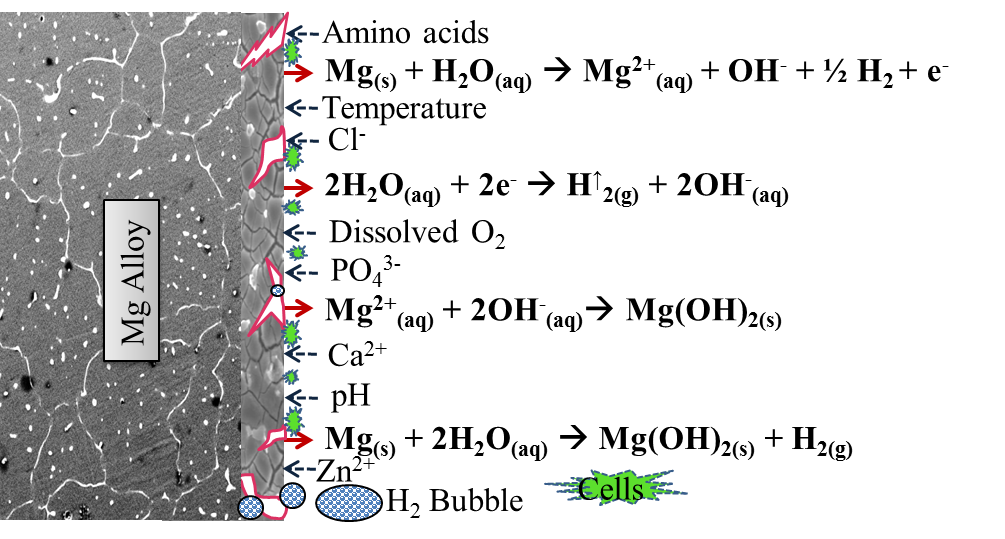 Amino acids
Mg(s) + H₂O(aq) → Mg²⁺(aq) + OH⁻ + ½ H₂ + e⁻
Temperature
Cl⁻
2H₂O(aq) + 2e⁻ → H↑2(g) + 2OH⁻(aq)
Dissolved O₂
PO₄³⁻
Mg²⁺(aq) + 2OH⁻(aq) → Mg(OH)2(s)
Mg Alloy
Ca²⁺
pH
Mg(s) + 2H₂O(aq) → Mg(OH)2(s) + H2(g)
Zn²⁺
H₂ Bubble
Cells